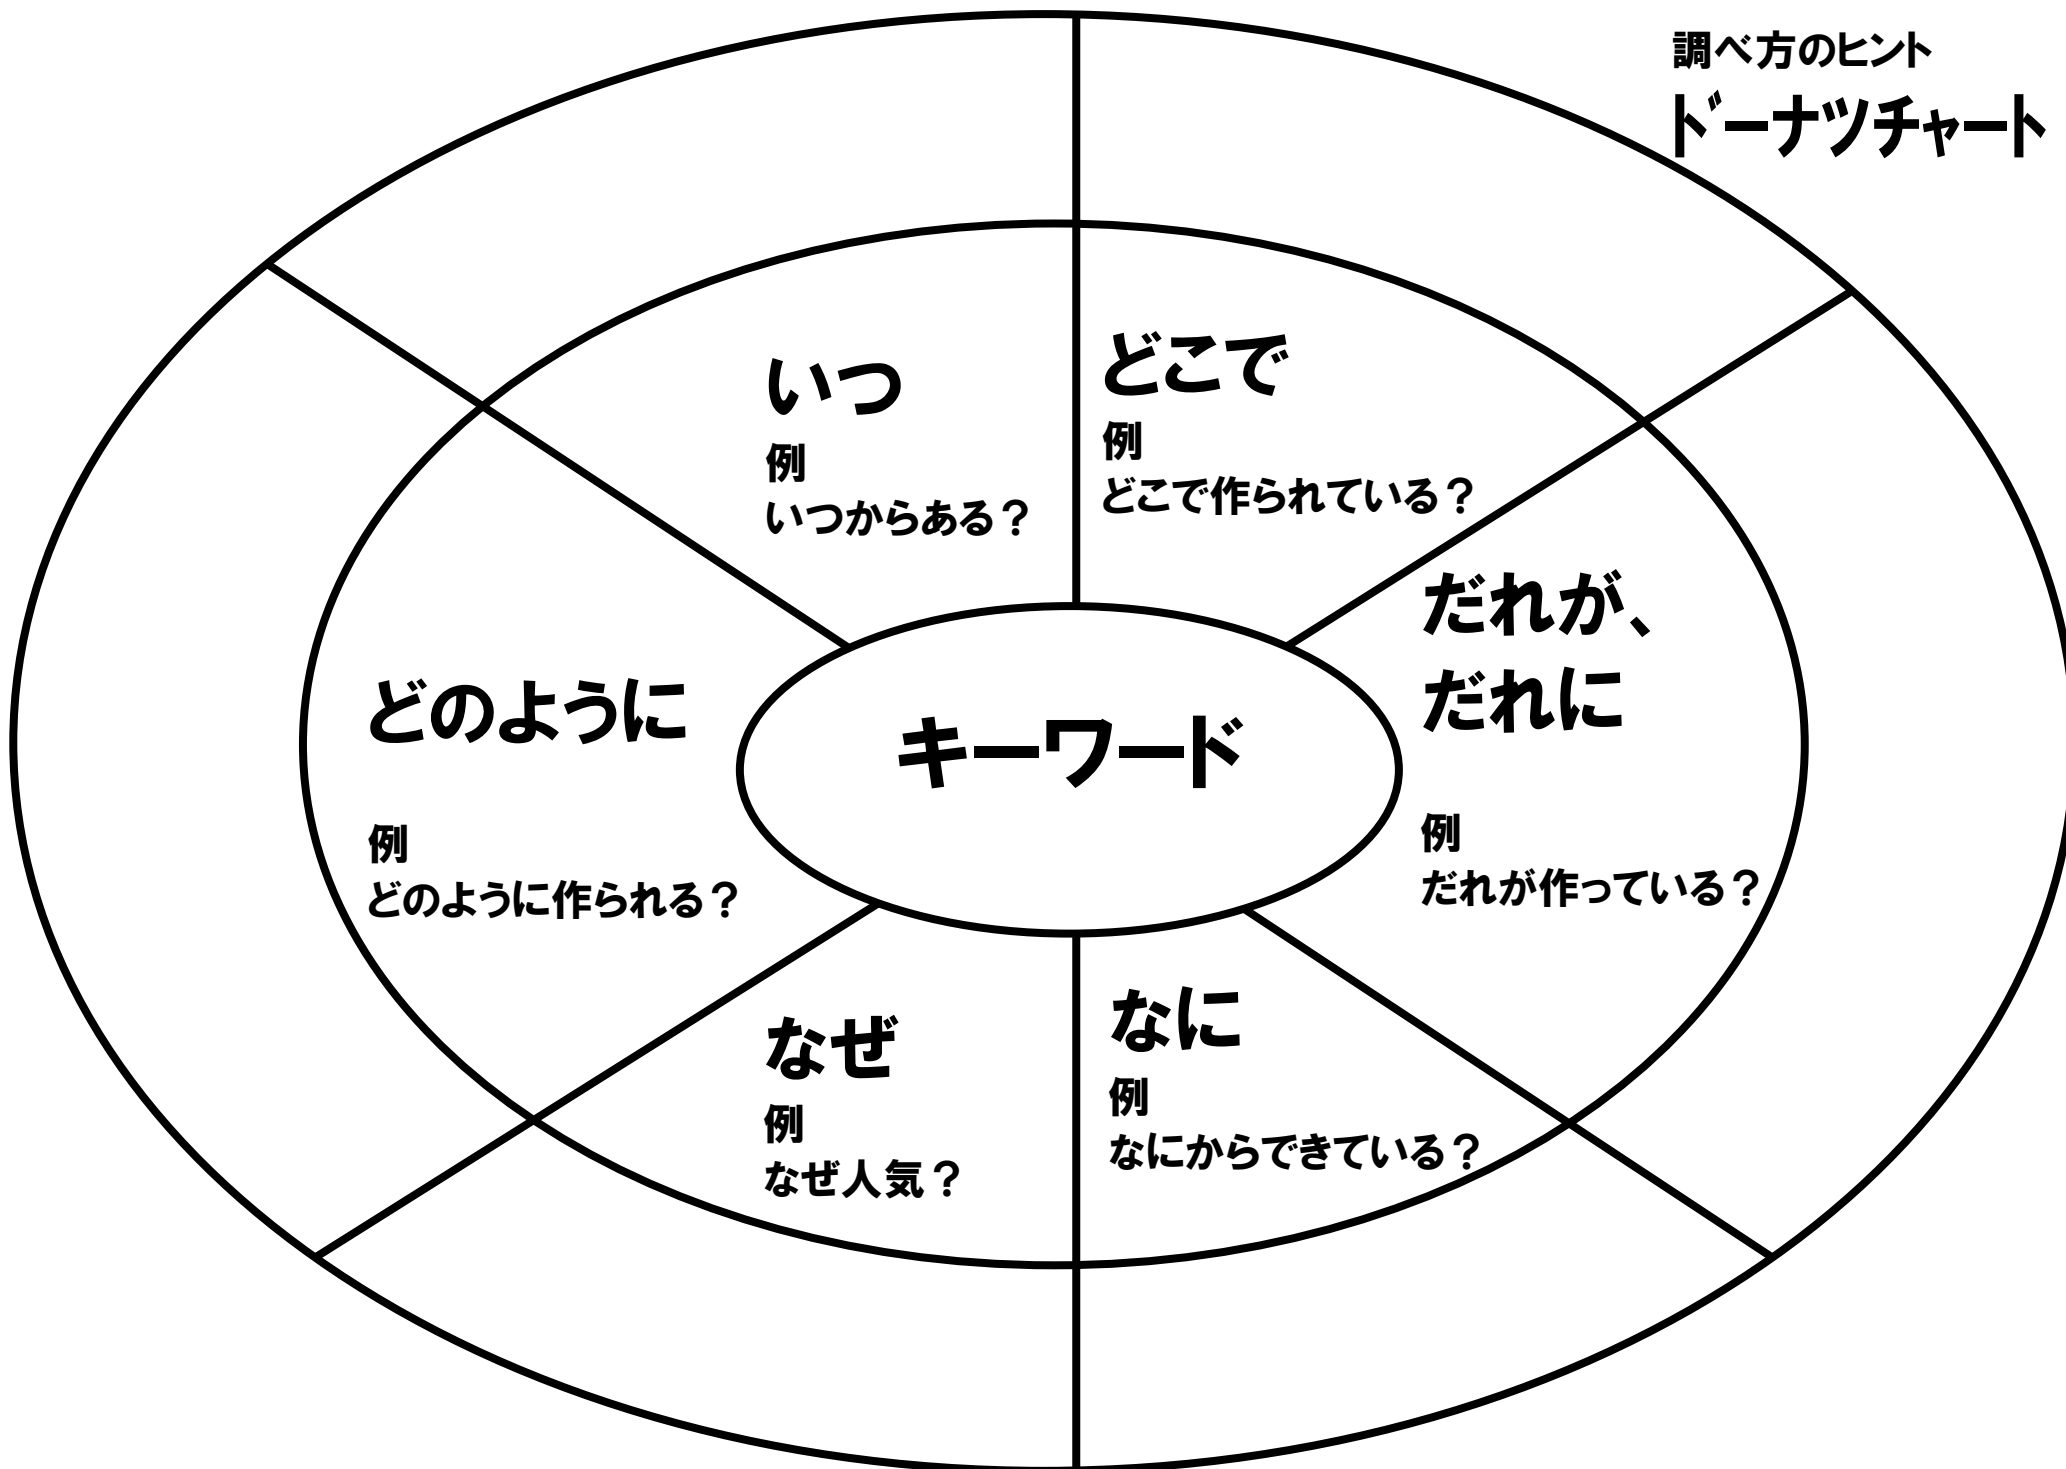 調べ方のヒント
ドーナツチャート
いつ
例
いつからある？
どこで
例
どこで作られている？
だれが、
だれに
例
だれが作っている？
どのように
例
どのように作られる？
キーワード
なぜ
例
なぜ人気？
なに
例
なにからできている？